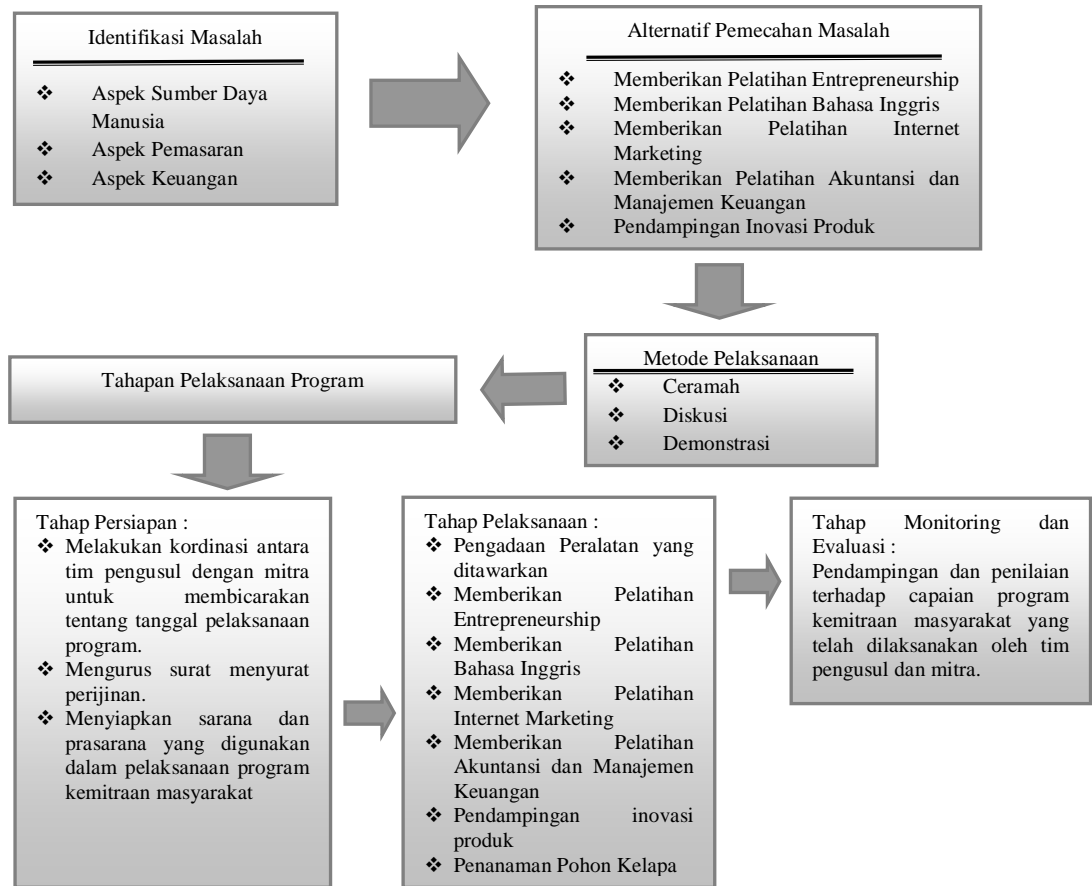 Identifikasi Masalah
❖ Aspek Sumber Daya
Manusia
❖ Aspek Pemasaran
❖ Aspek Keuangan
Alternatif Pemecahan Masalah
❖ Memberikan Pelatihan Entrepreneurship
❖ Memberikan Pelatihan Bahasa Inggris
❖ Memberikan Pelatihan Internet
Marketing
❖ Memberikan Pelatihan Akuntansi dan
Manajemen Keuangan
❖ Pendampingan Inovasi Produk
Metode Pelaksanaan
❖ Ceramah
❖ Diskusi
❖ Demonstrasi
Tahapan Pelaksanaan Program
Tahap Persiapan :
❖ Melakukan kordinasi antara
tim pengusul dengan mitra
untuk membicarakan
tentang tanggal pelaksanaan
program.
❖ Mengurus surat menyurat
perijinan.
❖ Menyiapkan sarana dan
prasarana yang digunakan
dalam pelaksanaan program
kemitraan masyarakat
Tahap Pelaksanaan :
❖ Pengadaan Peralatan yang
ditawarkan
❖ Memberikan Pelatihan
Entrepreneurship
❖ Memberikan Pelatihan
Bahasa Inggris
❖ Memberikan Pelatihan
Internet Marketing
❖ Memberikan Pelatihan
Akuntansi dan Manajemen
Keuangan
❖ Pendampingan inovasi
produk
❖ Penanaman Pohon Kelapa
Tahap Monitoring dan
Evaluasi :
Pendampingan dan penilaian
terhadap capaian program
kemitraan masyarakat yang
telah dilaksanakan oleh tim
pengusul dan mitra.